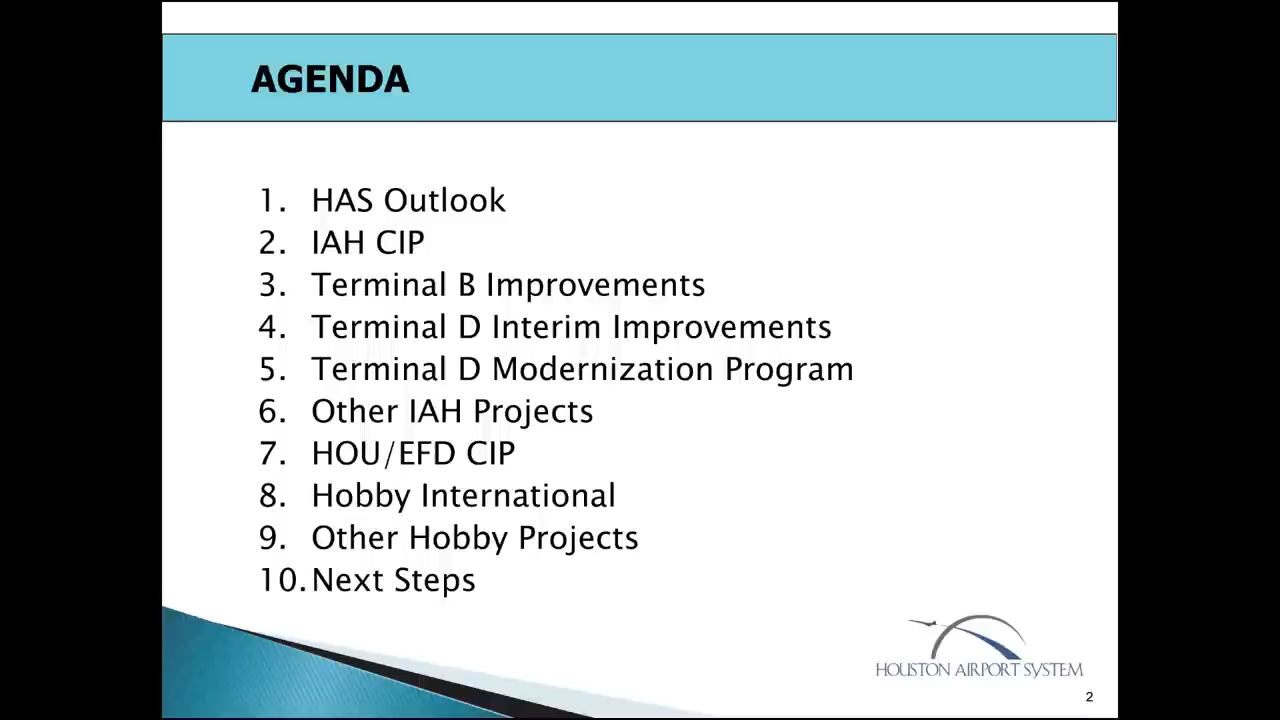 AGENDA
1. HAS Outlook
2. IAH CIP
3. Terminal B Improvements
4. Terminal D Interim Improvements
5. Terminal D Modernization Program
6. Other IAH Projects
7. HOU/EFD CIP
8. Hobby International
9. Other Hobby Projects
10. Next Steps
HOUSTON AIRPORT SYSTEM
2